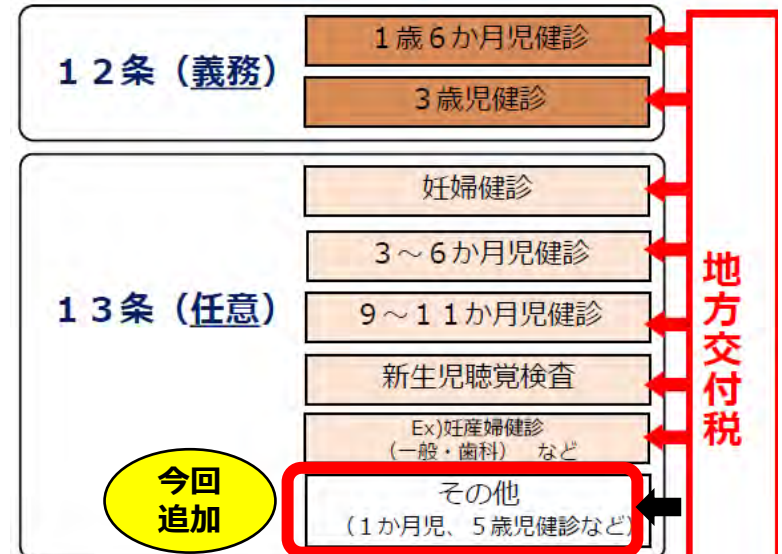 １２条（義務）
１歳６か月児健診
３歳児健診
１３条（任意）
妊婦健診
３～６か月児健診
９～１１か月児健診
新生児聴覚検査
Ex)妊産婦健診
（一般・歯科）　など
その他
（１か月児、５歳児健診など）
今回
追加
地方交付税